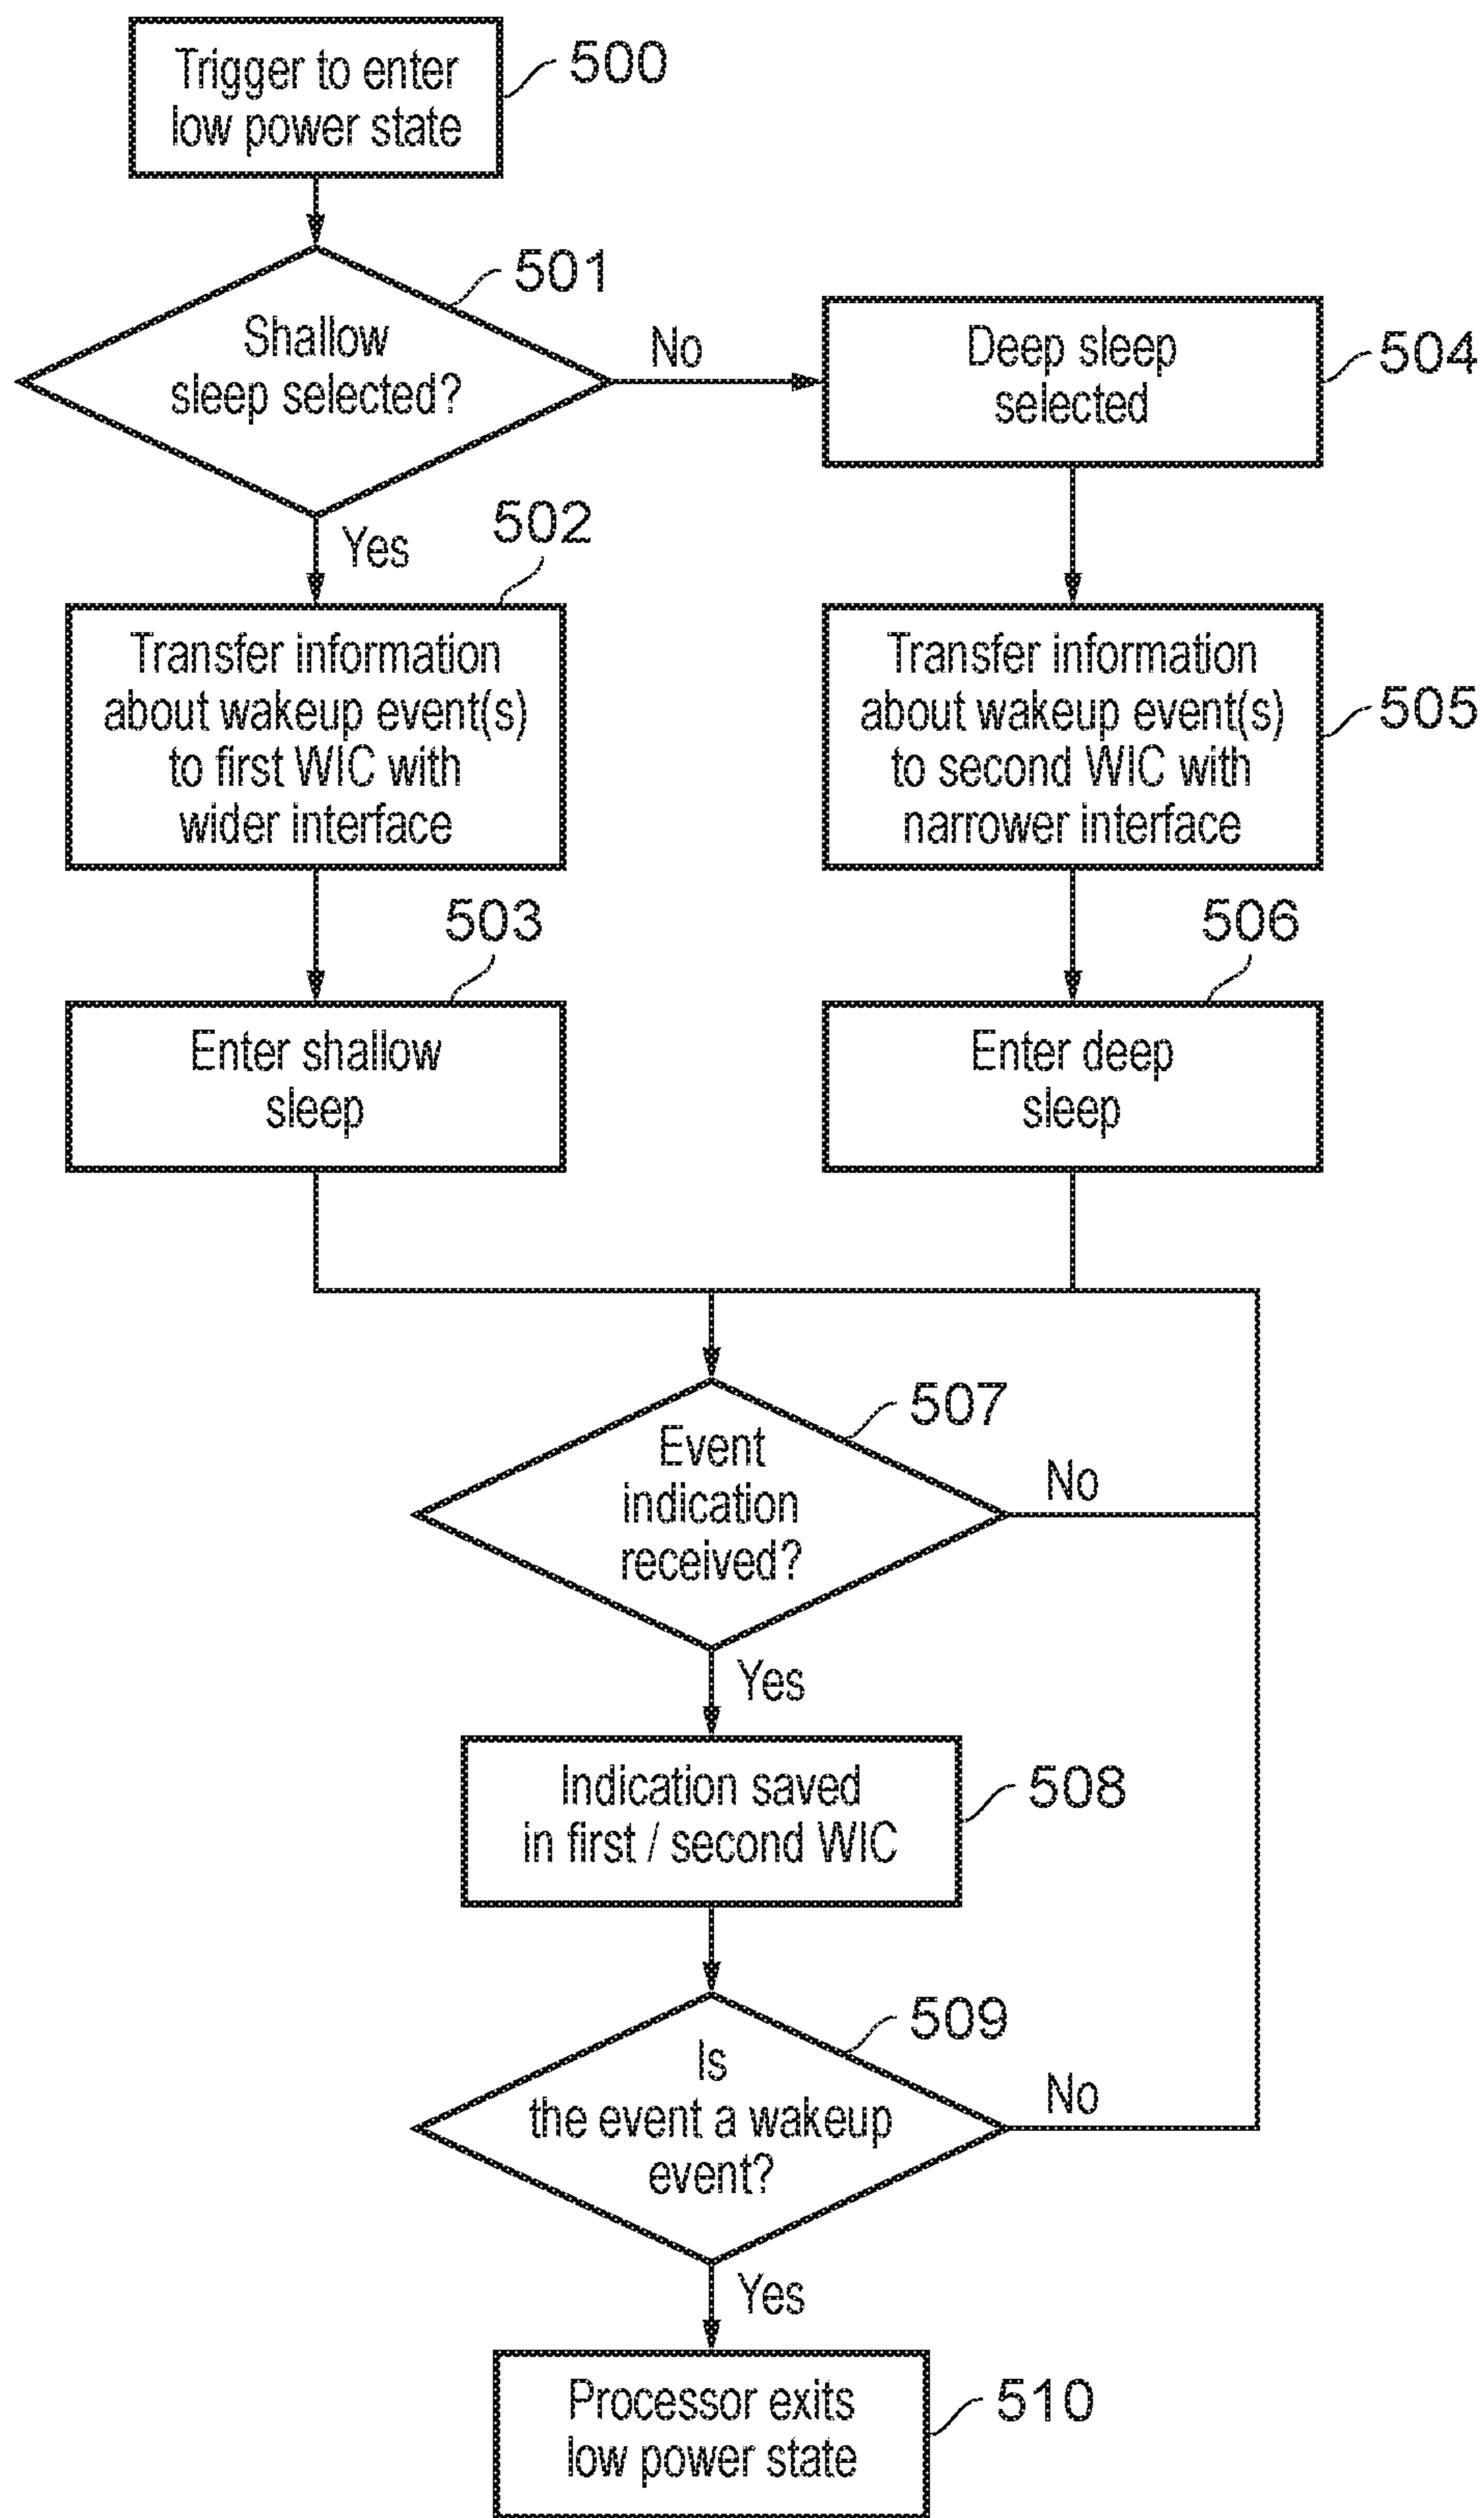 Trigger to enter
low power state
500
501
Shallow
sleep selected?
No
Deep sleep
selected
504
Yes
502
Transfer information
about wakeup event(s)
to first WIC with
wider interface
Transfer information
about wakeup event(s)
to second WIC with
narrower interface
505
503
Enter shallow
sleep
506
Enter deep
sleep
507
Event
indication
received?
No
Yes
Indication saved
in first / second WIC
508
509
Is
the event a wakeup
event?
No
Yes
Processor exits
low power state
510